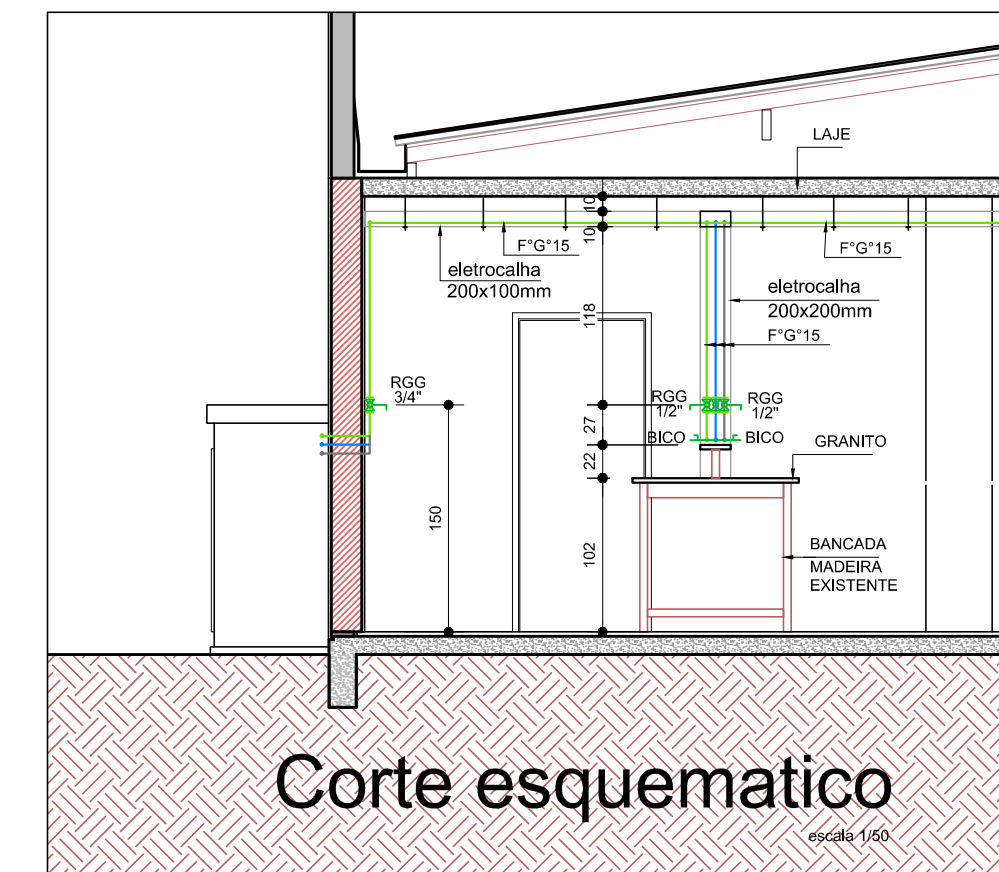 LAJE
10
10
F°G°15
F°G°15
eletrocalha
200x100mm
eletrocalha
200x200mm
118
F°G°15
RGG
3/4"
RGG
1/2"
RGG
1/2"
27
BICO
BICO
GRANITO
22
150
102
BANCADA
MADEIRA
EXISTENTE
Corte esquematico
escala 1/50